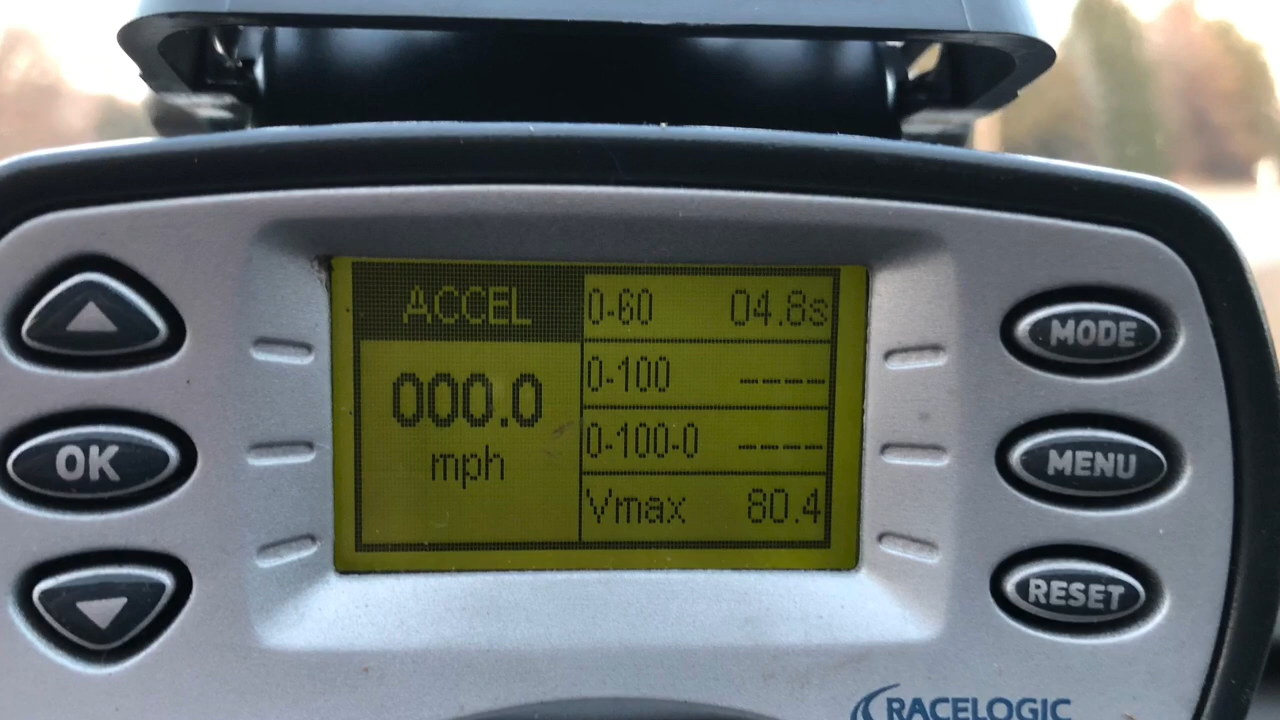 ACCEL
000.0
mph
0-60 04.8s
0-100 ----
0-100-0 ----
Vmax 80.4
OK
MODE
MENU
RESET
RACELOGIC